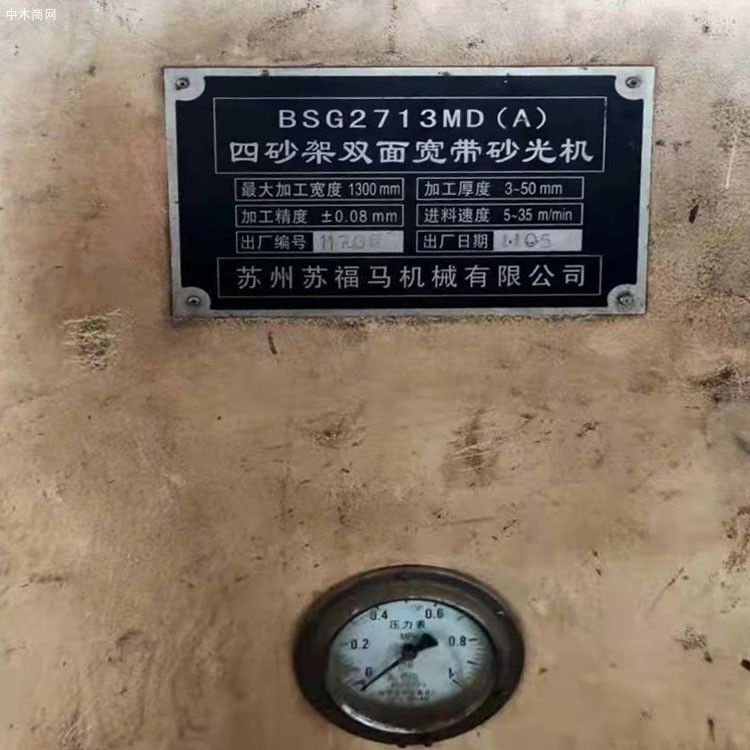 中木商网
BSG2713MD(A)
四砂架双面宽带砂光机
最大加工宽度 1300mm 加工厚度 3~50mm
加工精度 ±0.08mm 进料速度 5~35 m/min
出厂编号 出厂日期
苏州苏福马机械有限公司
0.4 0.6
压力表
0.2 MPa 0.8
0 1